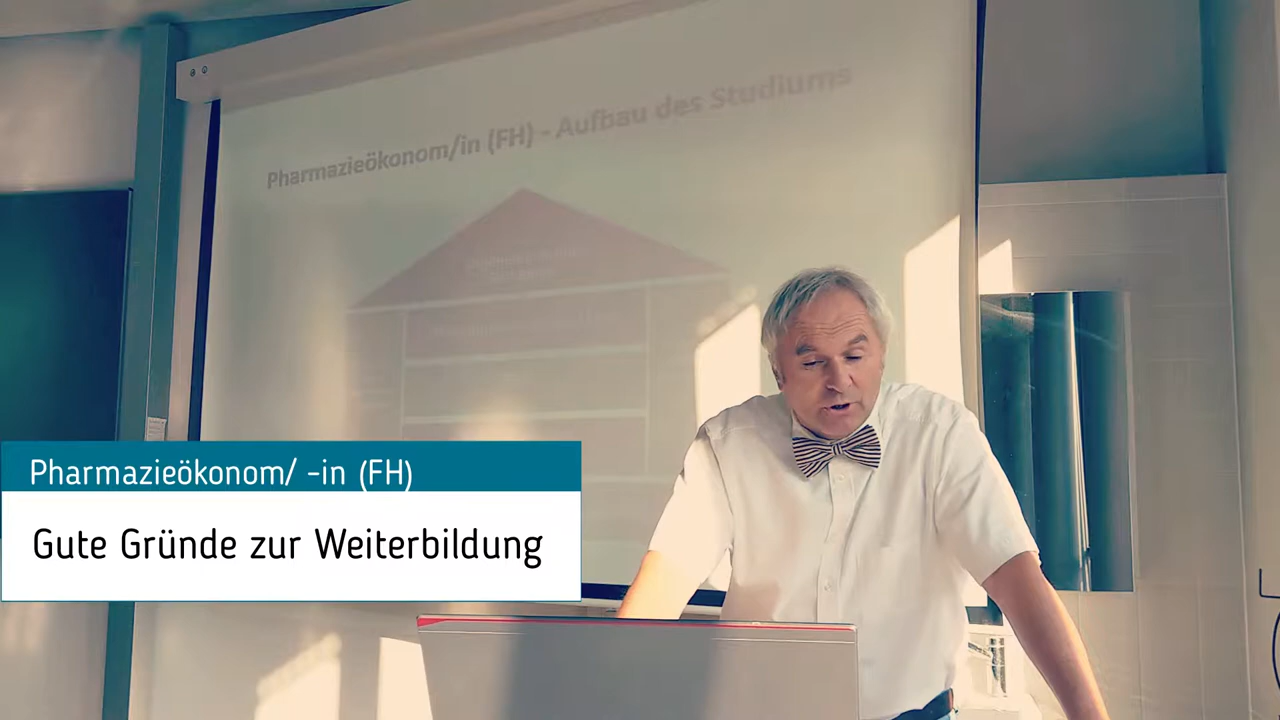 Pharmazieökonom/in (FH) - Aufbau des Studiums
Pharmazieökonom/ -in (FH)
Gute Gründe zur Weiterbildung